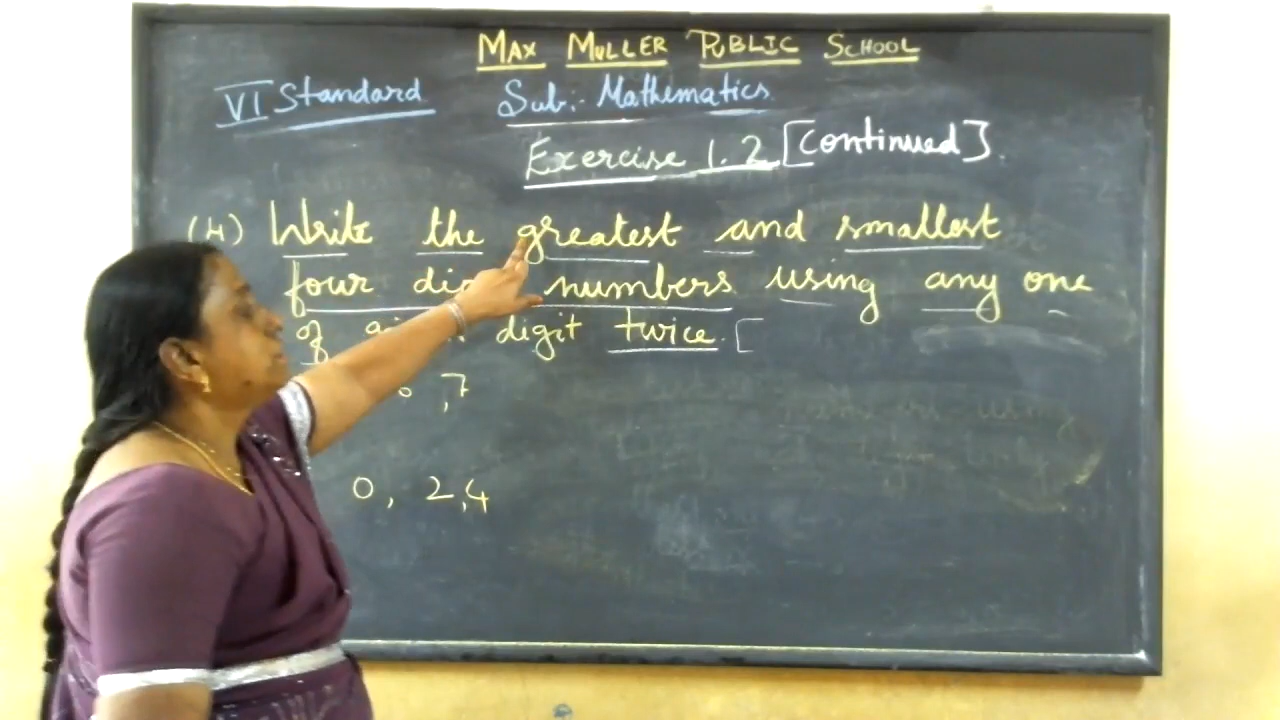 MAX MULLER PUBLIC SCHOOL
VI Standard Sub:- Mathematics
Exercise 1.2 [Continued].
(4) Write the greatest and smallest
four numbers using any one
of digit twice. [
, 7
0, 2, 4